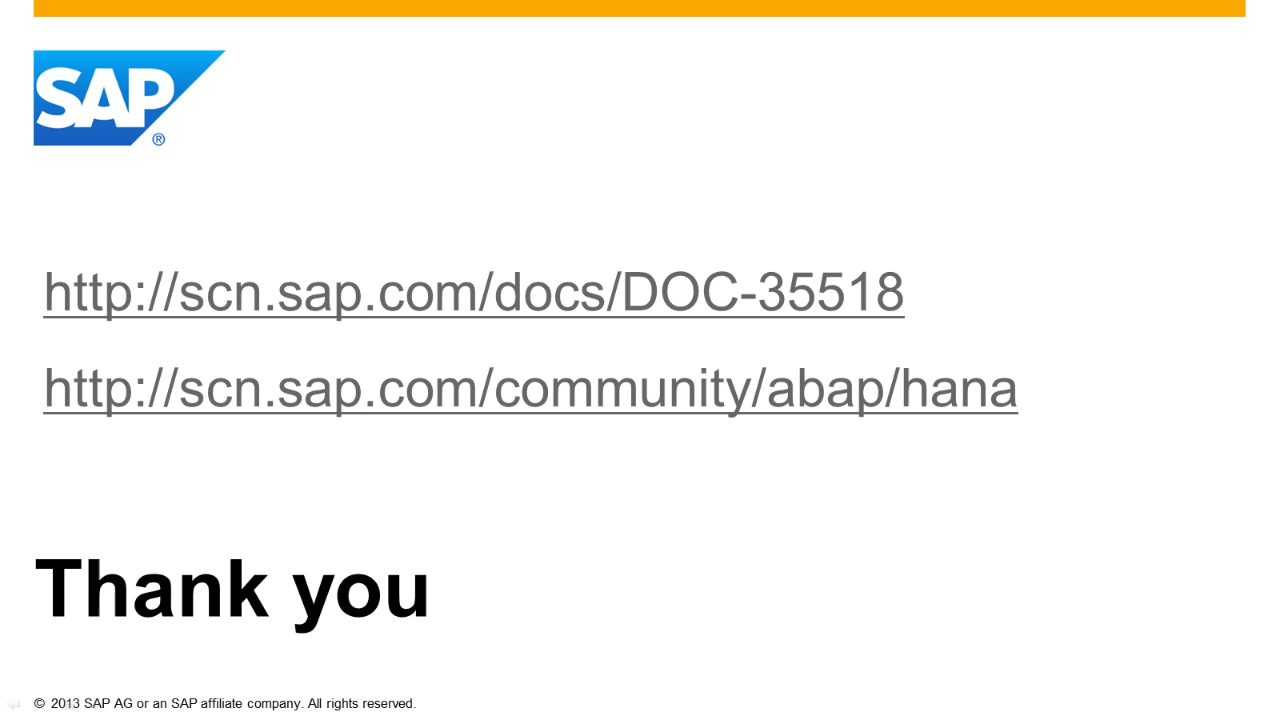 SAP ®
http://scn.sap.com/docs/DOC-35518
http://scn.sap.com/community/abap/hana
Thank you
© 2013 SAP AG or an SAP affiliate company. All rights reserved.